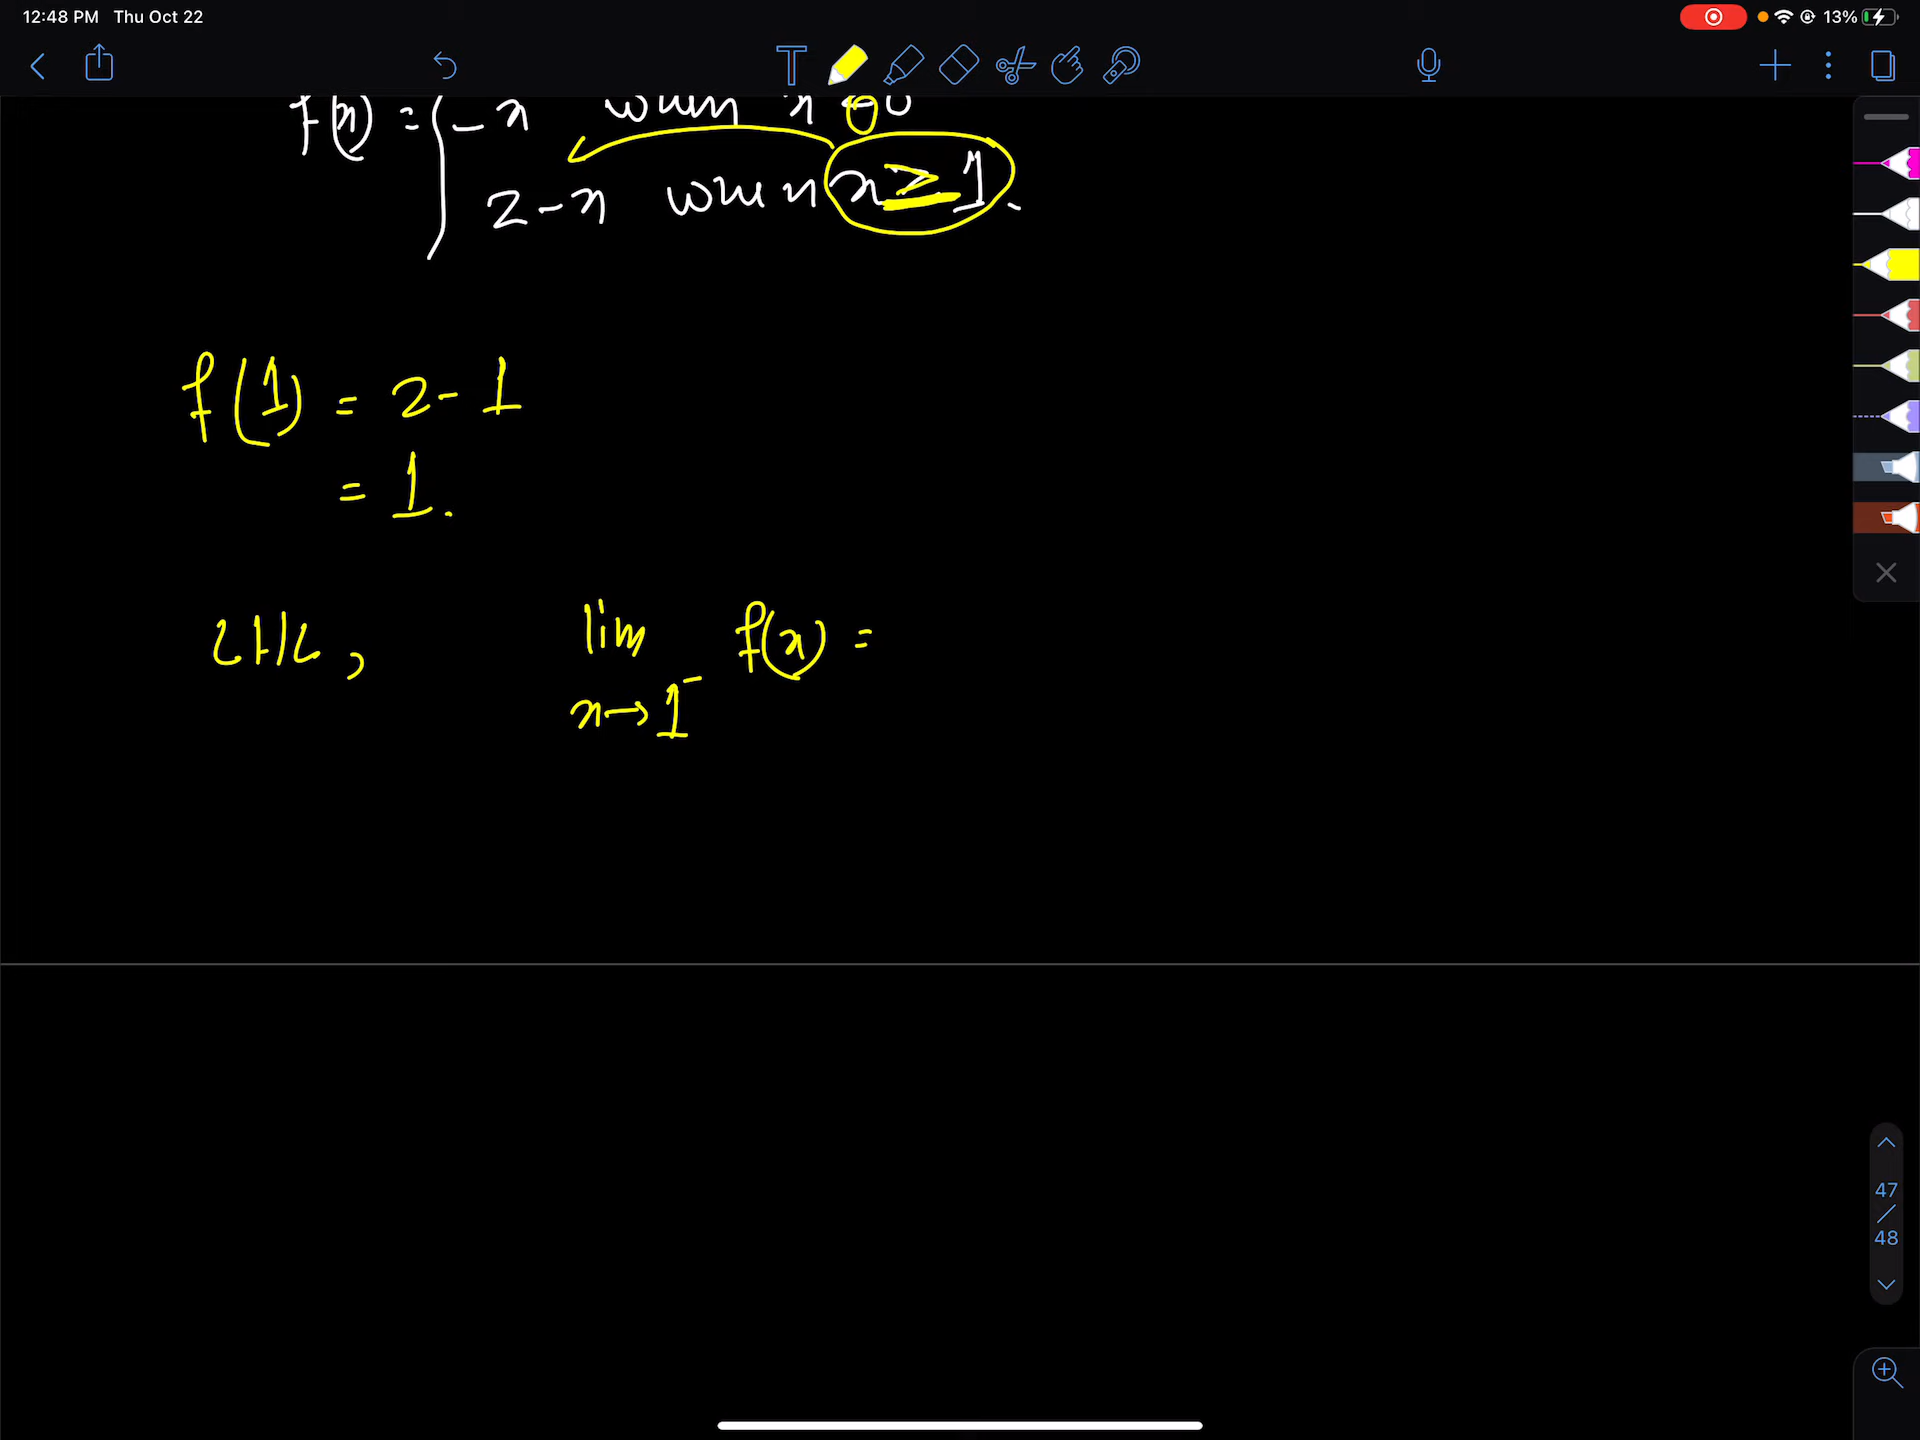 12:48 PM Thu Oct 22 13%
f(x) = { -x when x
2-x when x ≥ 1.
f(1) = 2-1
= 1.
LHL, lim f(x) =
x→1⁻
47
/
48